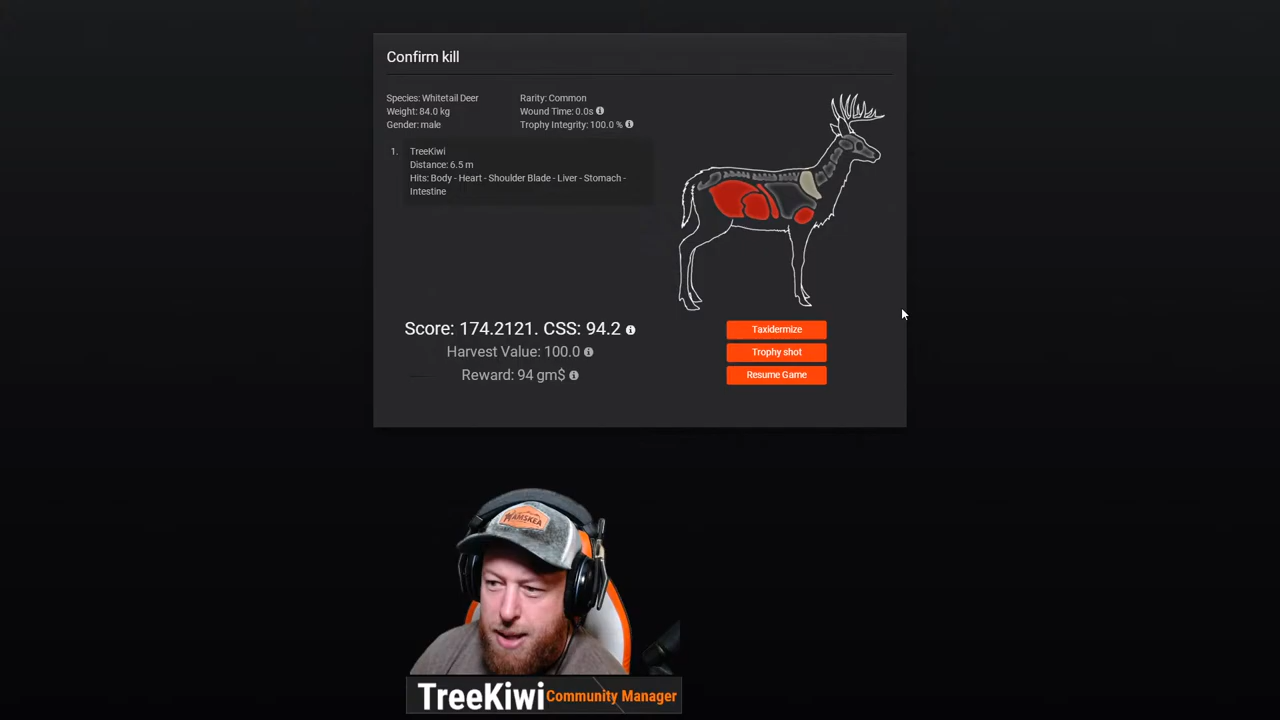 Confirm kill
Species: Whitetail Deer
Weight: 84.0 kg
Gender: male
Rarity: Common
Wound Time: 0.0s
Trophy Integrity: 100.0 %
1. TreeKiwi
Distance: 6.5 m
Hits: Body - Heart - Shoulder Blade - Liver - Stomach -
Intestine
Score: 174.2121. CSS: 94.2
Harvest Value: 100.0
Reward: 94 gm$
Taxidermize
Trophy shot
Resume Game
KAMSKEA
TreeKiwi Community Manager